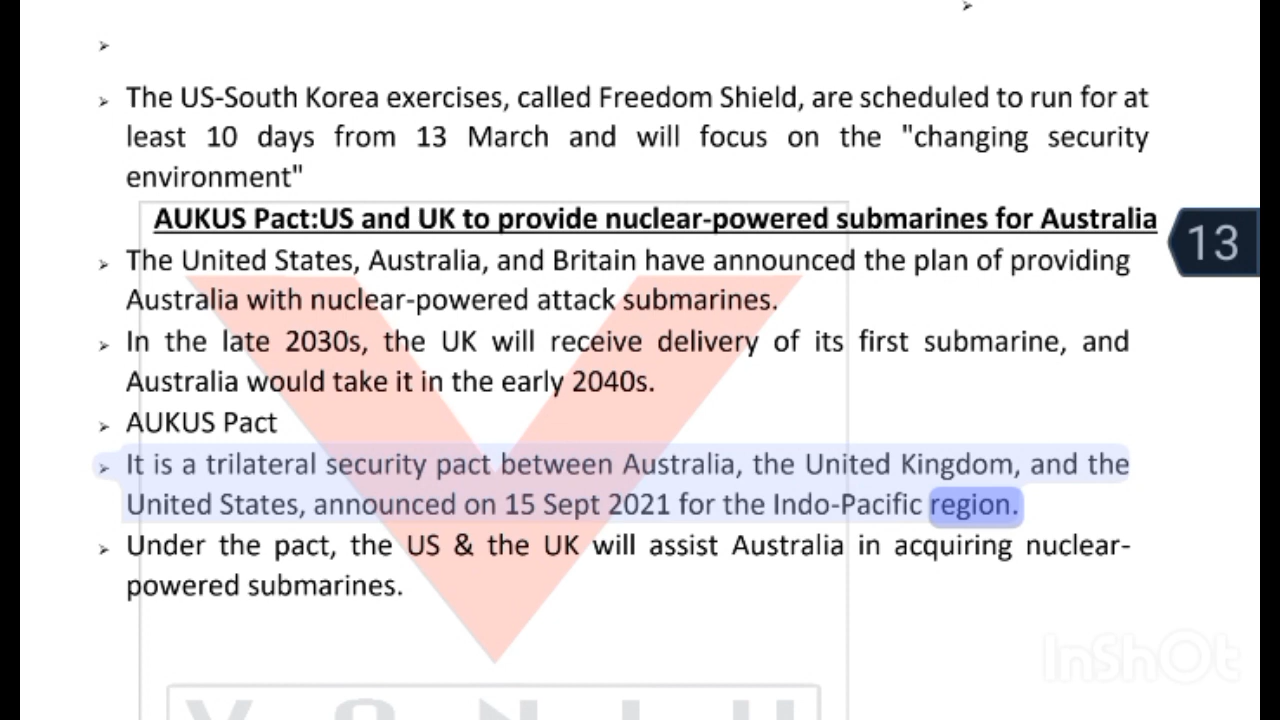 ➢
➢
➢ The US-South Korea exercises, called Freedom Shield, are scheduled to run for at
least 10 days from 13 March and will focus on the "changing security
environment"
AUKUS Pact:US and UK to provide nuclear-powered submarines for Australia
13
➢ The United States, Australia, and Britain have announced the plan of providing
Australia with nuclear-powered attack submarines.
➢ In the late 2030s, the UK will receive delivery of its first submarine, and
Australia would take it in the early 2040s.
➢ AUKUS Pact
➢ It is a trilateral security pact between Australia, the United Kingdom, and the
United States, announced on 15 Sept 2021 for the Indo-Pacific region.
➢ Under the pact, the US & the UK will assist Australia in acquiring nuclear-
powered submarines.
InShOt